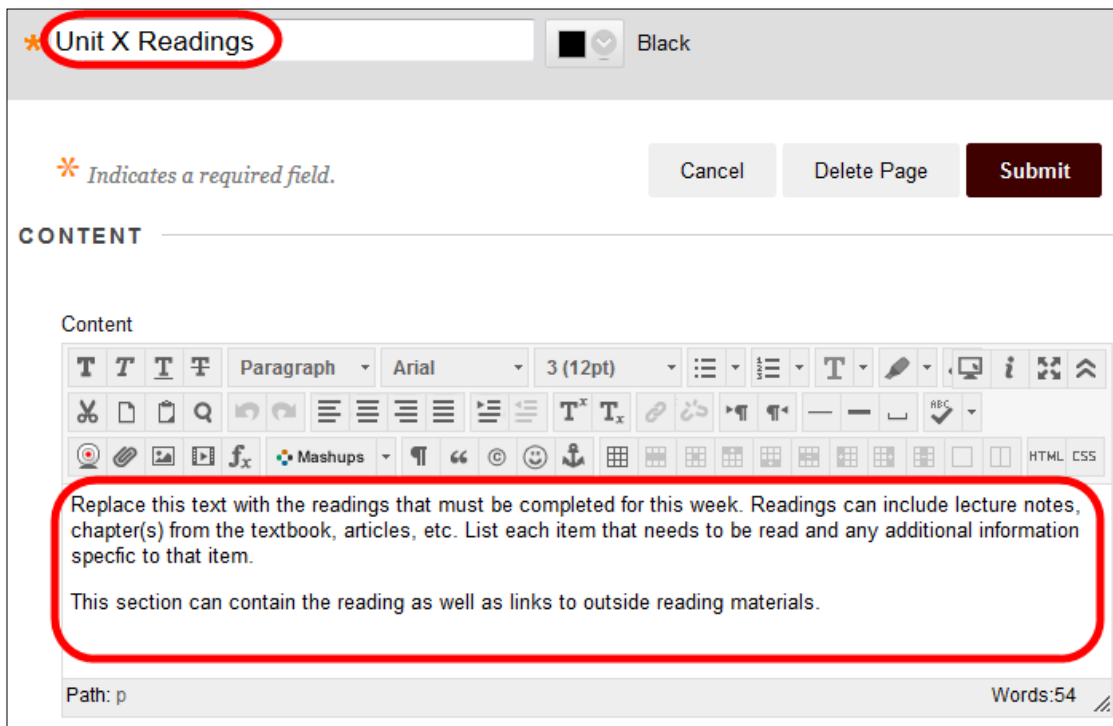 * Unit X Readings Black
* Indicates a required field. Cancel Delete Page Submit
CONTENT
Content
T T T T Paragraph Arial 3 (12pt) T i
Tx Tx ABC
fx Mashups ¶ “ © HTML CSS
Replace this text with the readings that must be completed for this week. Readings can include lecture notes,
chapter(s) from the textbook, articles, etc. List each item that needs to be read and any additional information
specfic to that item.
This section can contain the reading as well as links to outside reading materials.
Path: p Words:54